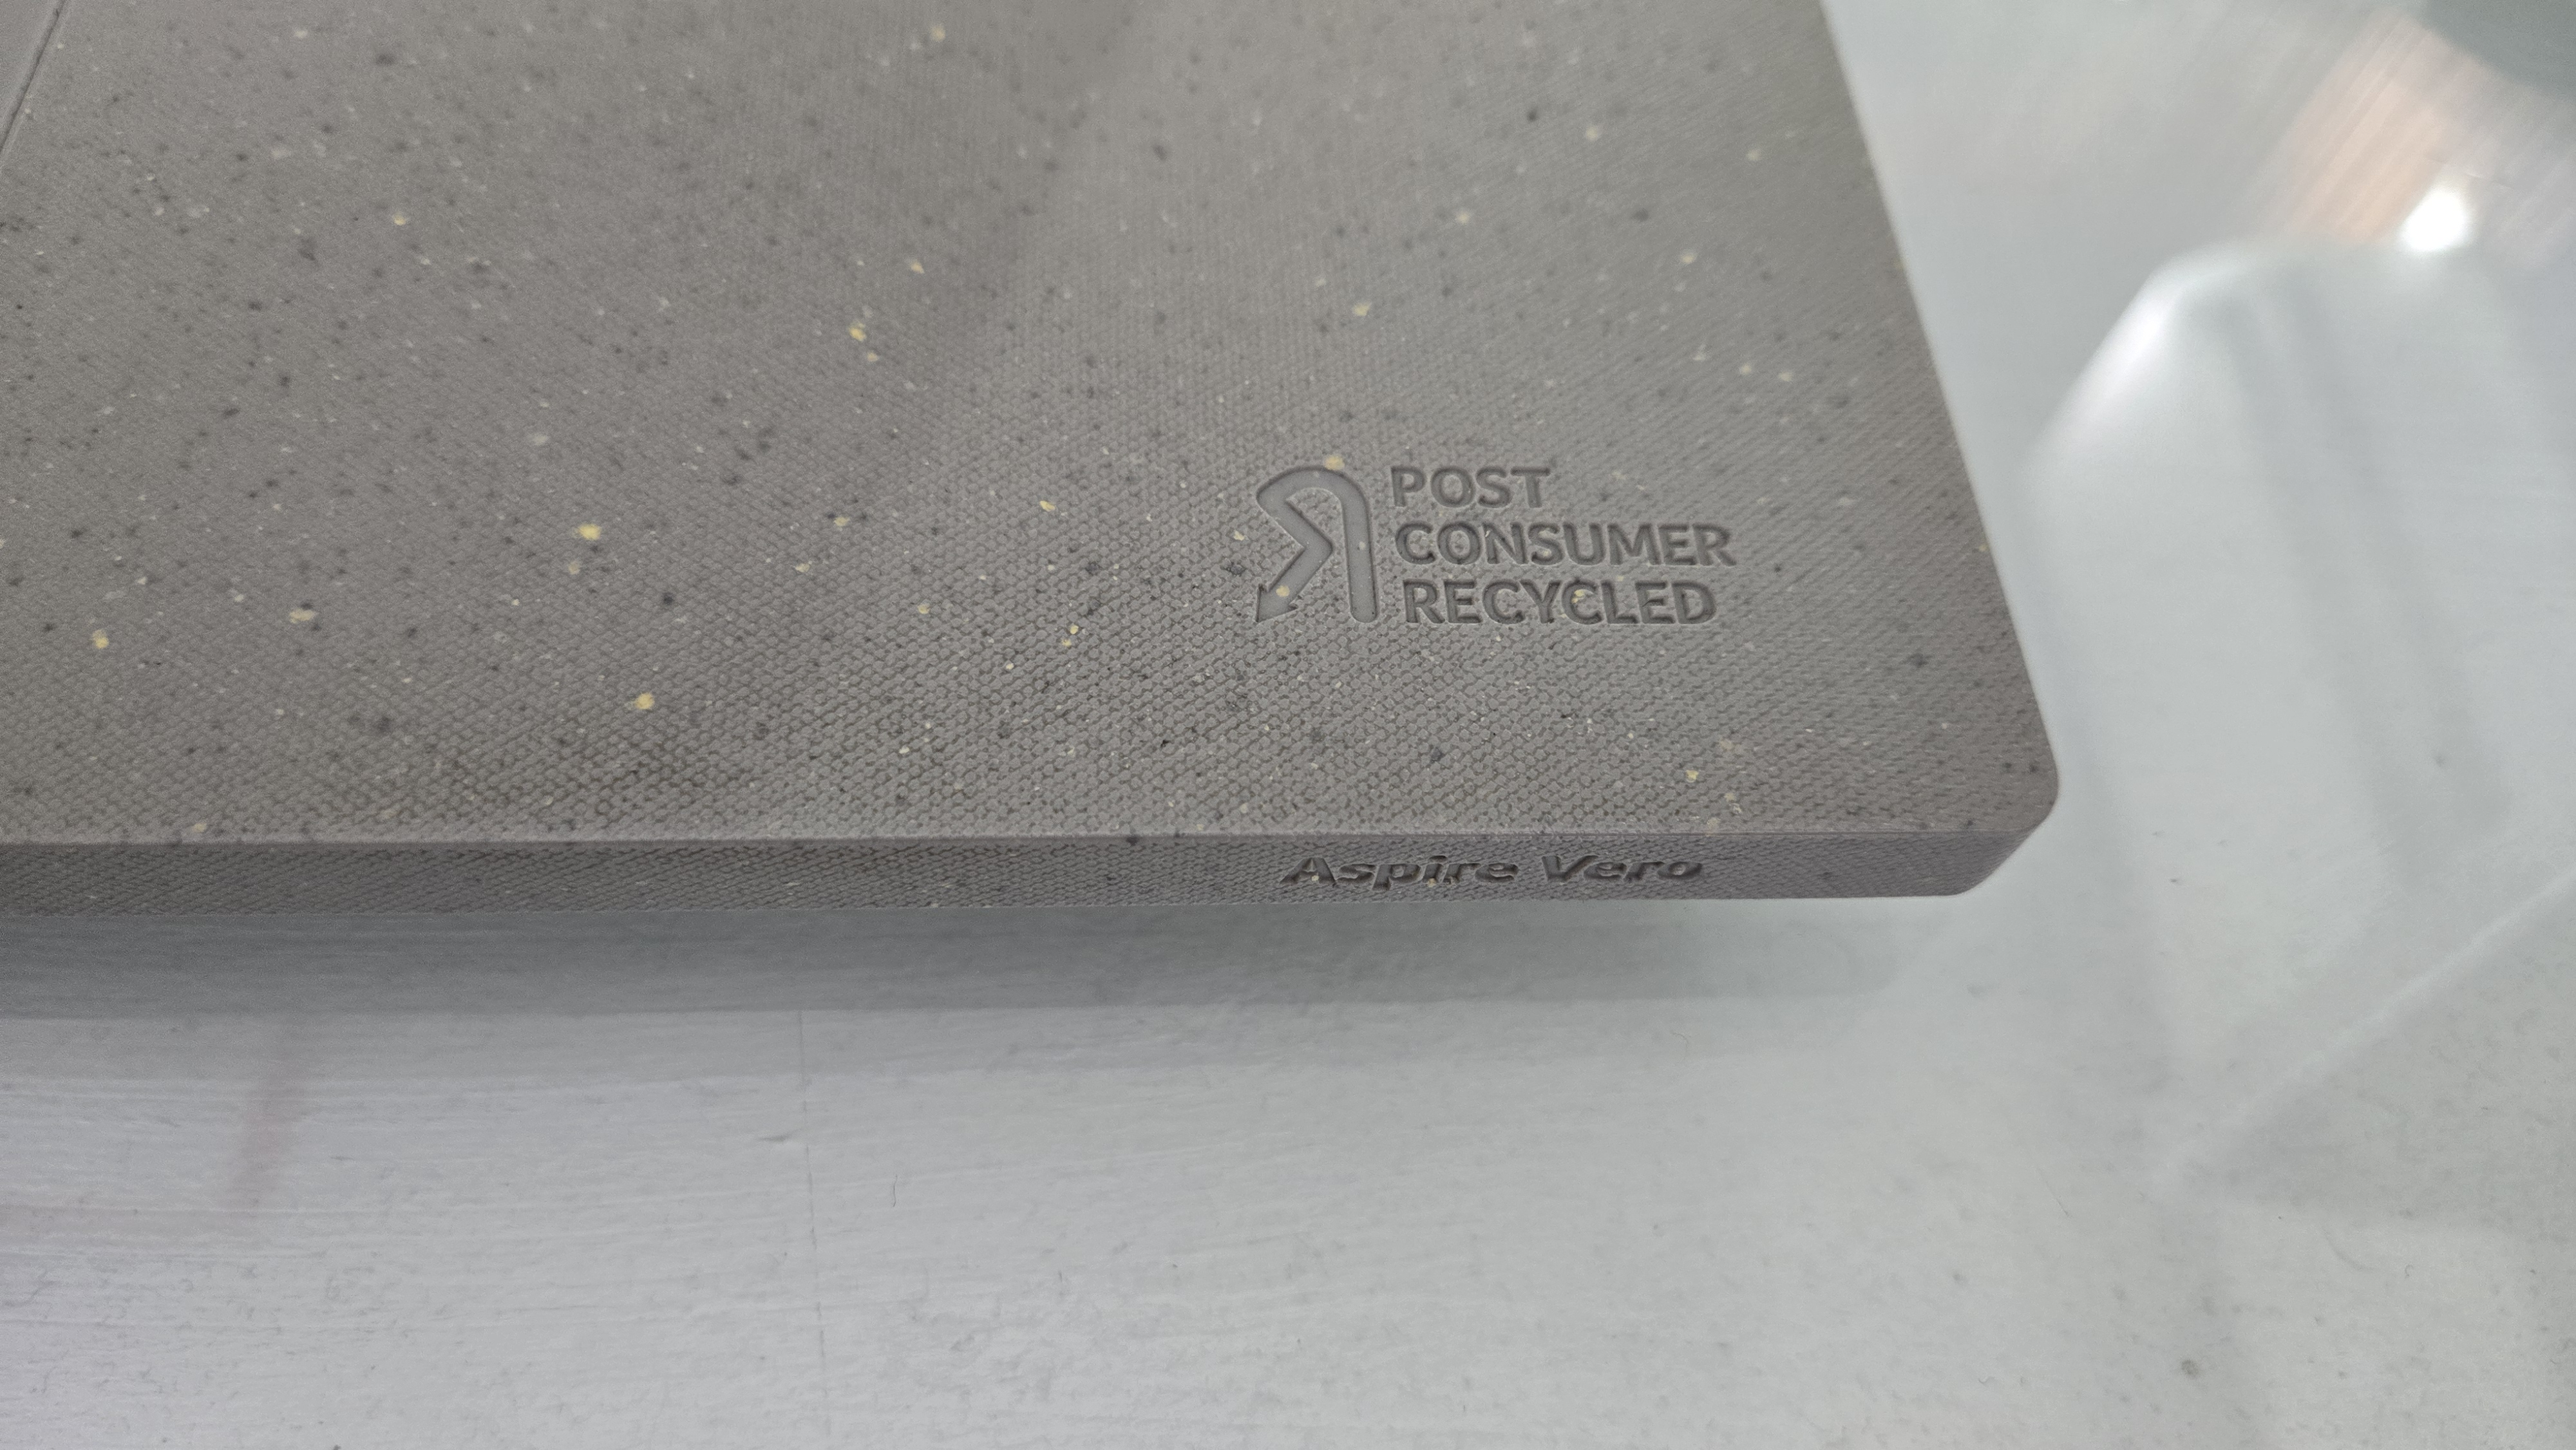 POST
CONSUMER
RECYCLED
Aspire Vero